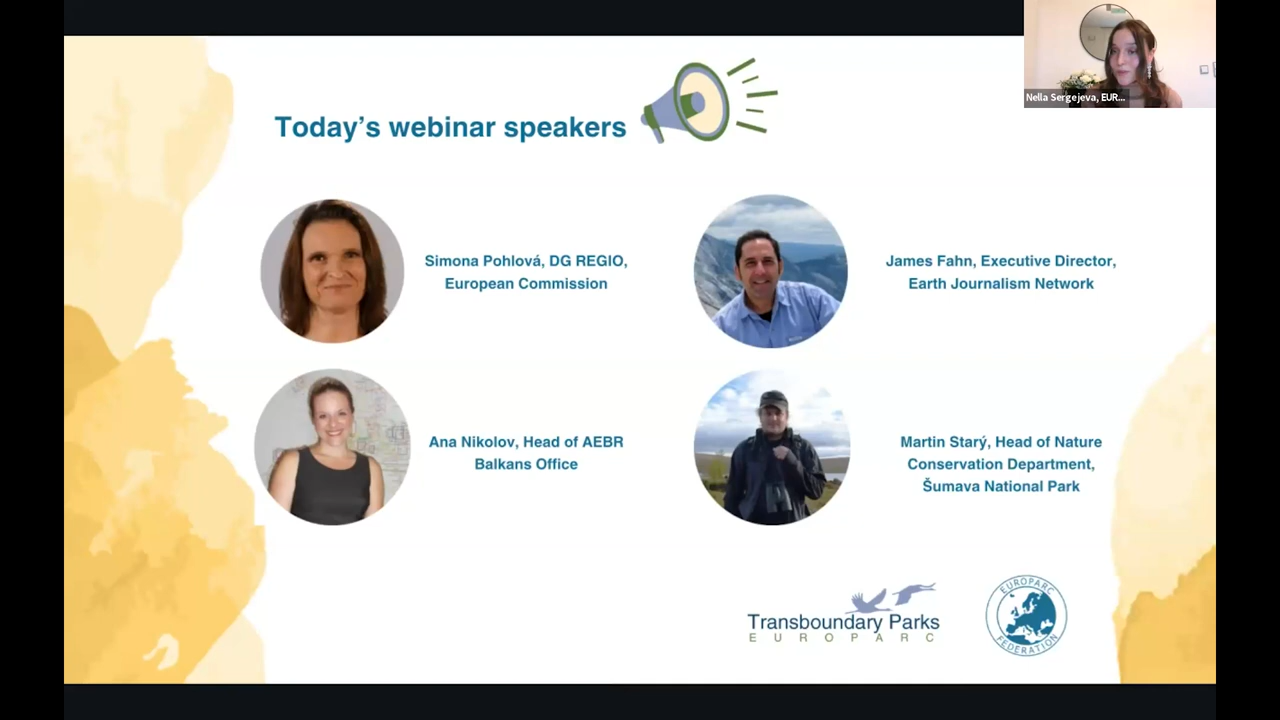 Nella Sergejeva, EUR...
Today's webinar speakers
Simona Pohlová, DG REGIO,
European Commission
James Fahn, Executive Director,
Earth Journalism Network
Ana Nikolov, Head of AEBR
Balkans Office
Martin Starý, Head of Nature
Conservation Department,
Šumava National Park
Transboundary Parks
EUROPARC
EUROPARC
FEDERATION